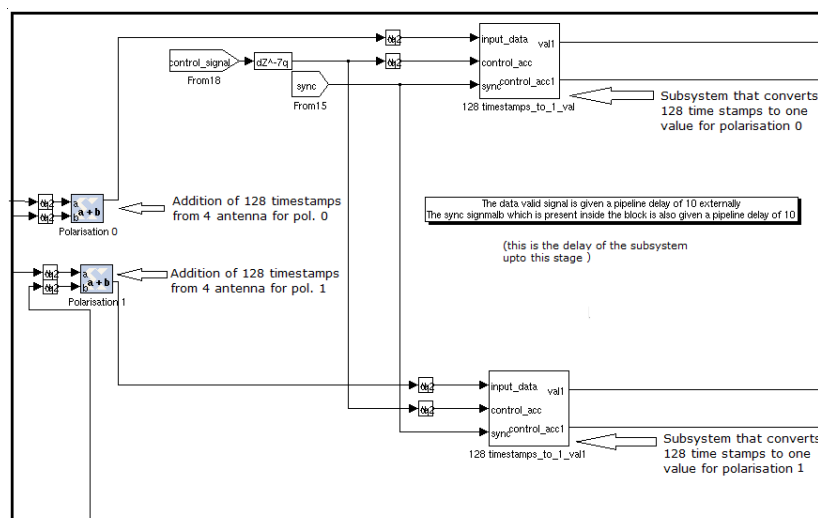 input_data
val1
control_signal
dZ^-7q
control_acc
From18
sync
sync
control_acc1
From15
128 timestamps_to_1_val
Subsystem that converts
128 time stamps to one
value for polarisation 0
a
b
a + b
Polarisation 0
Addition of 128 timestamps
from 4 antenna for pol. 0
The data valid signal is given a pipeline delay of 10 externally
The sync signmalb which is present inside the block is also given a pipeline delay of 10
(this is the delay of the subsystem
upto this stage )
a
b
a + b
Polarisation 1
Addition of 128 timestamps
from 4 antenna for pol. 1
input_data
val1
control_acc
sync
control_acc1
128 timestamps_to_1_val1
Subsystem that converts
128 time stamps to one
value for polarisation 1